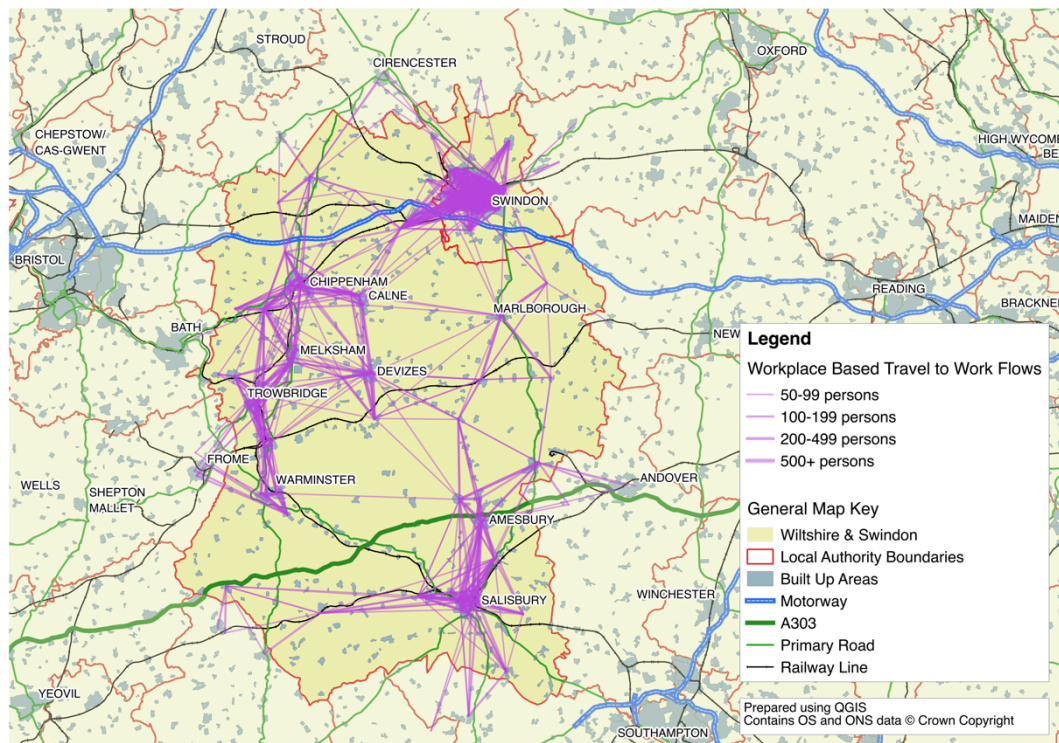 STROUD
OXFORD
CIRENCESTER
CHEPSTOW/
CAS-GWENT
HIGH WYCOMBE
BE
SWINDON
MAIDEN
BRISTOL
CHIPPENHAM
READING
CALNE
BRACKNE
MARLBOROUGH
BATH
NEW
MELKSHAM
DEVIZES
TROWBRIDGE
FROME
WELLS
WARMINSTER
ANDOVER
SHEPTON
MALLET
AMESBURY
SALISBURY
WINCHESTER
YEOVIL
SOUTHAMPTON
Legend
Workplace Based Travel to Work Flows
50-99 persons
100-199 persons
200-499 persons
500+ persons
General Map Key
Wiltshire & Swindon
Local Authority Boundaries
Built Up Areas
Motorway
A303
Primary Road
Railway Line
Prepared using QGIS
Contains OS and ONS data © Crown Copyright